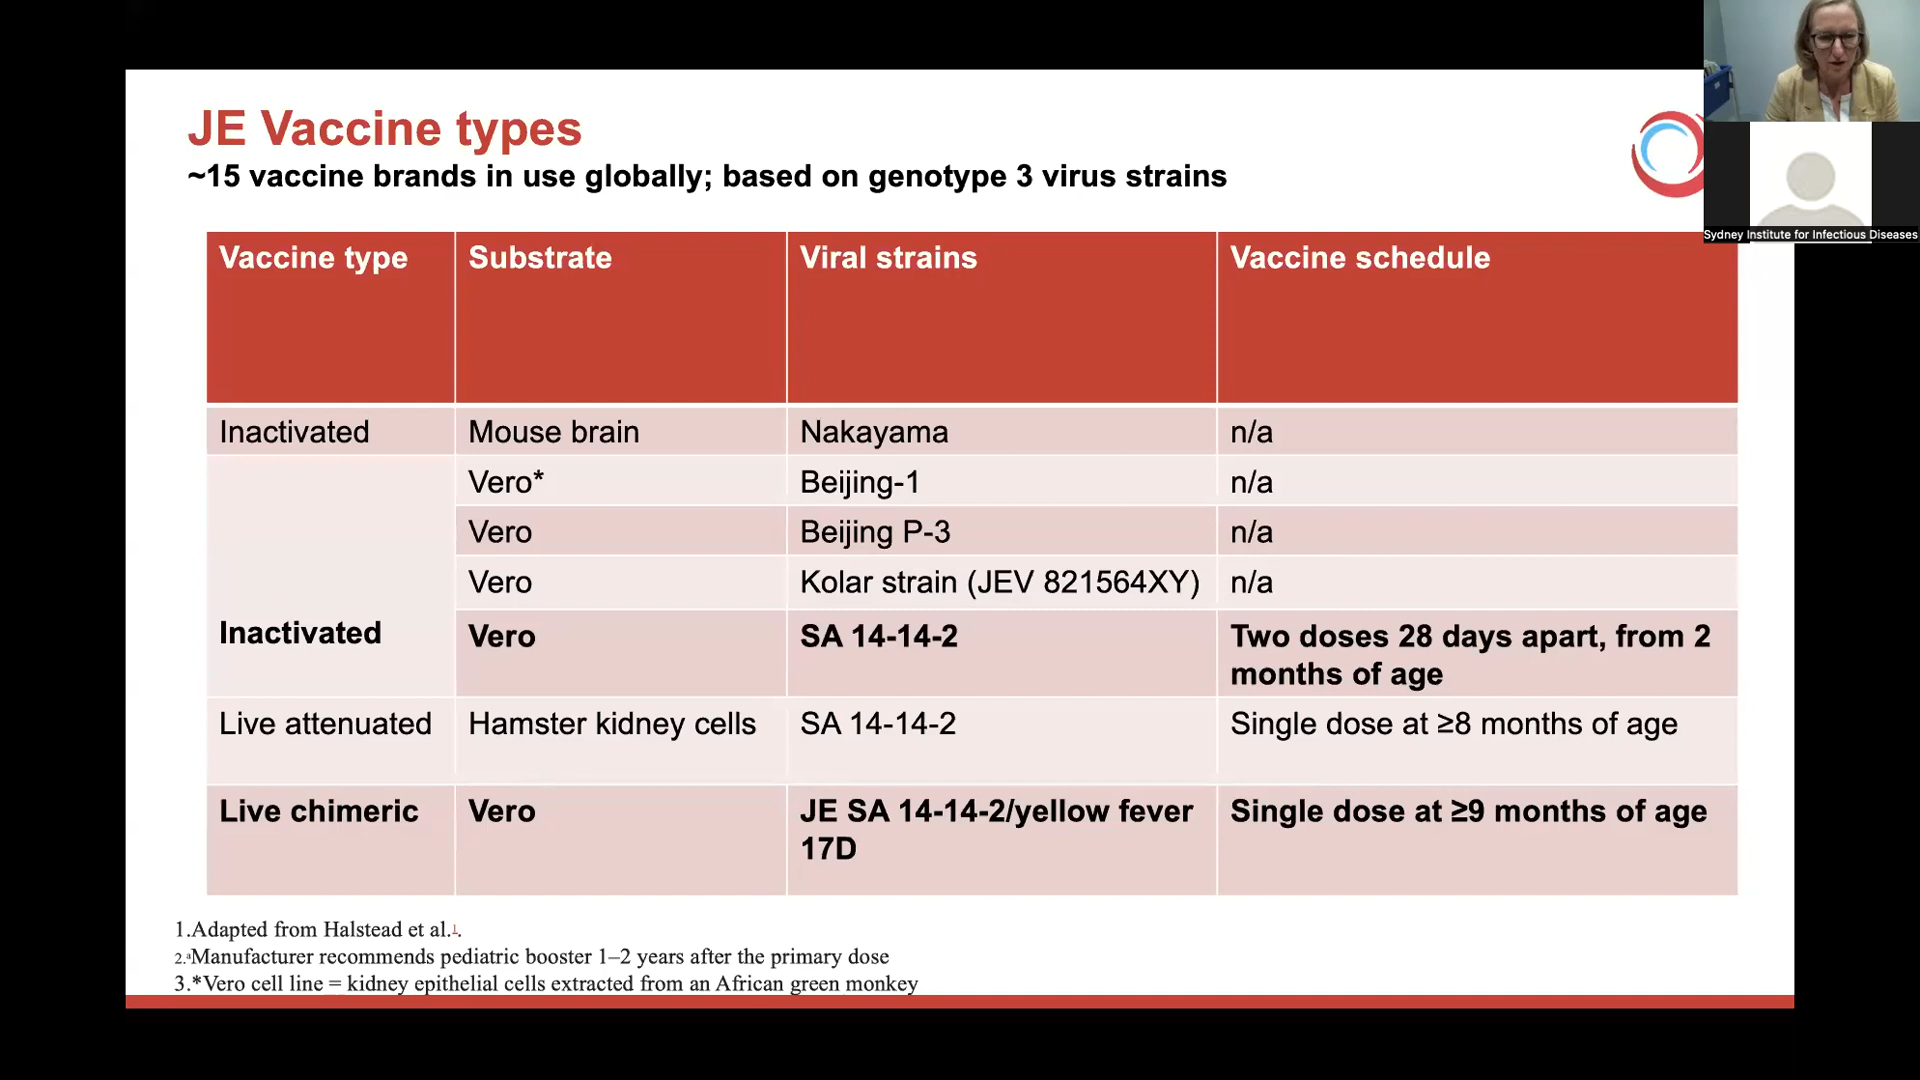 JE Vaccine types
~15 vaccine brands in use globally; based on genotype 3 virus strains
Sydney Institute for Infectious Diseases
Vaccine type Substrate Viral strains Vaccine schedule
Inactivated Mouse brain Nakayama n/a
Vero* Beijing-1 n/a
Vero Beijing P-3 n/a
Vero Kolar strain (JEV 821564XY) n/a
Inactivated Vero SA 14-14-2 Two doses 28 days apart, from 2
months of age
Live attenuated Hamster kidney cells SA 14-14-2 Single dose at ≥8 months of age
Live chimeric Vero JE SA 14-14-2/yellow fever Single dose at ≥9 months of age
17D
1.Adapted from Halstead et al.1.
2.aManufacturer recommends pediatric booster 1–2 years after the primary dose
3.*Vero cell line = kidney epithelial cells extracted from an African green monkey